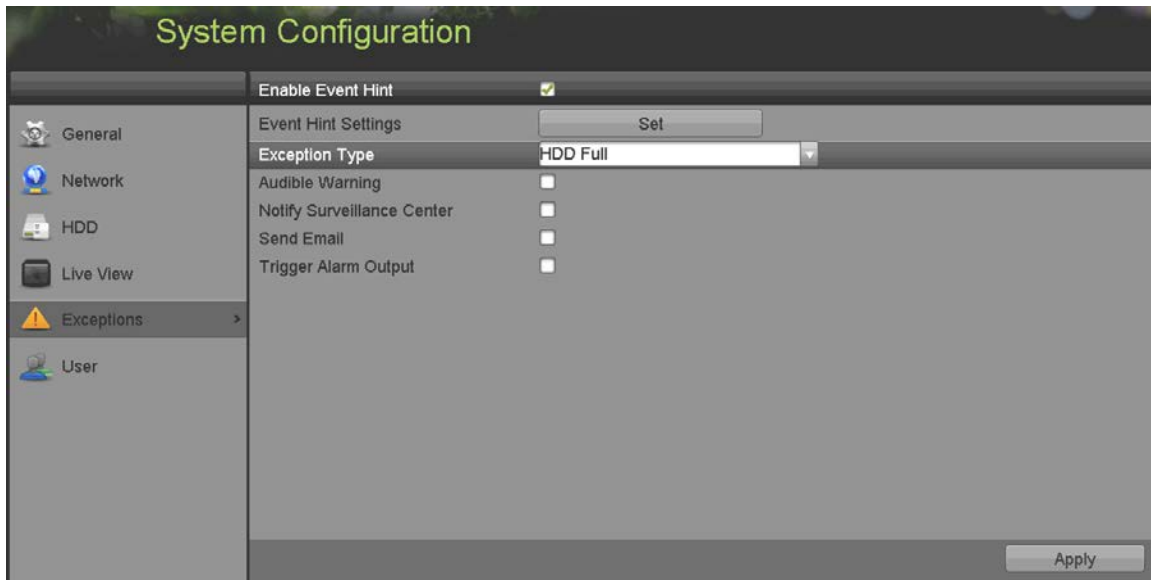 System Configuration
General
Network
HDD
Live View
Exceptions >
User
Enable Event Hint
Event Hint Settings Set
Exception Type HDD Full
Audible Warning
Notify Surveillance Center
Send Email
Trigger Alarm Output
Apply